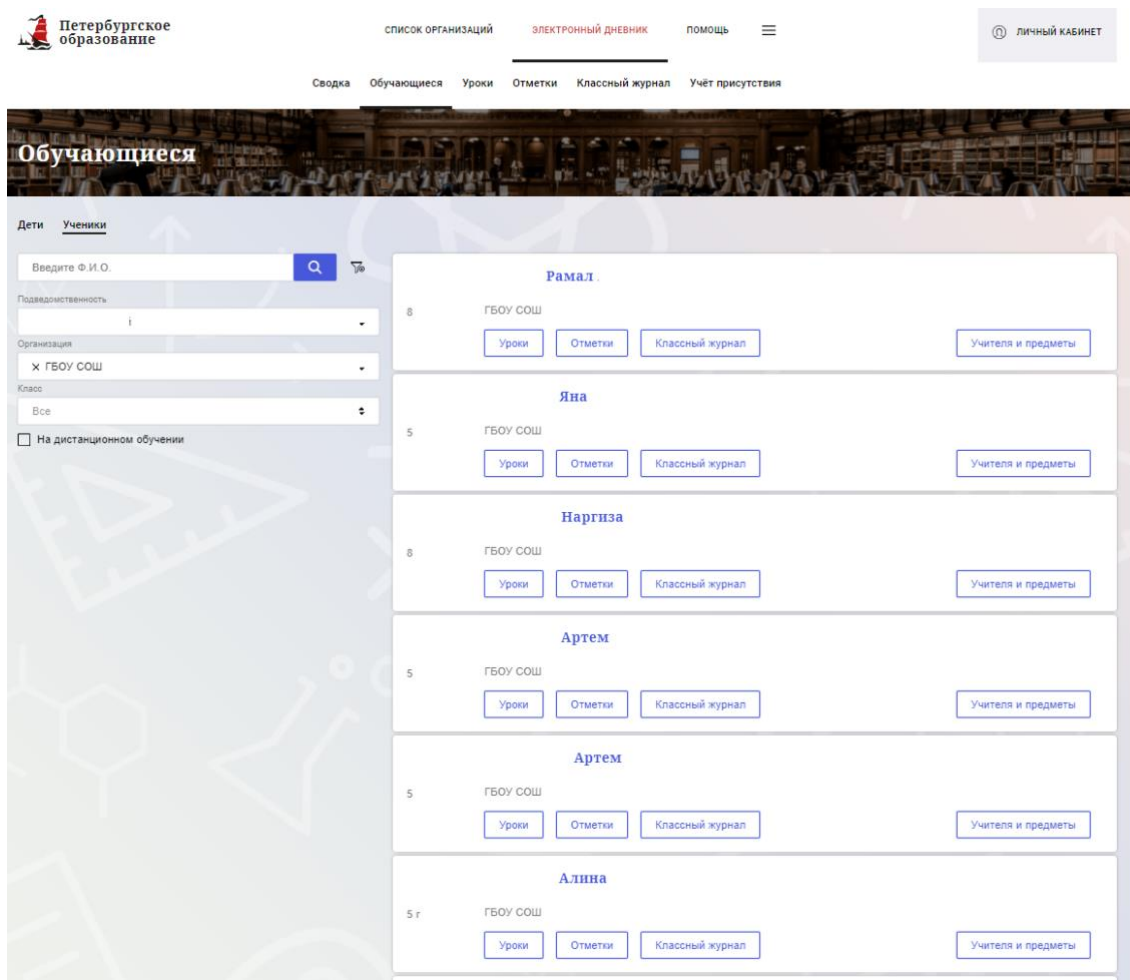 Петербургское
образование
СПИСОК ОРГАНИЗАЦИЙ ЭЛЕКТРОННЫЙ ДНЕВНИК ПОМОЩЬ
ЛИЧНЫЙ КАБИНЕТ
Сводка Обучающиеся Уроки Отметки Классный журнал Учёт присутствия
Обучающиеся
Дети Ученики
Введите Ф.И.О.
Подведомственность
Организация
× ГБОУ СОШ
Класс
Все
На дистанционном обучении
Рамал
8 ГБОУ СОШ
Уроки Отметки Классный журнал Учителя и предметы
Яна
5 ГБОУ СОШ
Уроки Отметки Классный журнал Учителя и предметы
Наргиза
8 ГБОУ СОШ
Уроки Отметки Классный журнал Учителя и предметы
Артем
5 ГБОУ СОШ
Уроки Отметки Классный журнал Учителя и предметы
Артем
5 ГБОУ СОШ
Уроки Отметки Классный журнал Учителя и предметы
Алина
5 г ГБОУ СОШ
Уроки Отметки Классный журнал Учителя и предметы